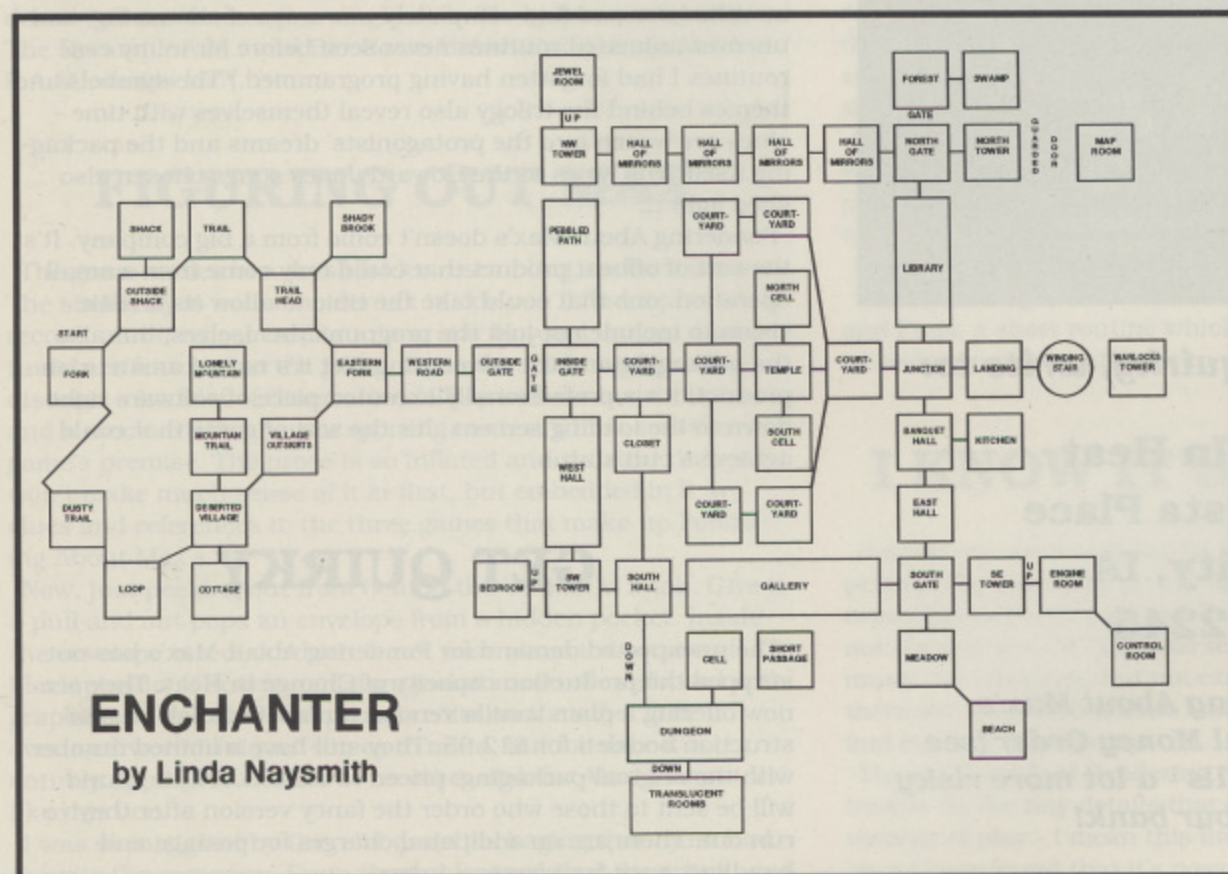 JEWEL
ROOM
FOREST
SWAMP
UP
GATE
NW
TOWER
HALL
OF
MIRRORS
HALL
OF
MIRRORS
HALL
OF
MIRRORS
HALL
OF
MIRRORS
NORTH
GATE
NORTH
TOWER
GUARDED
DOOR
MAP
ROOM
SHACK
TRAIL
SHADY
BROOK
PEBBLED
PATH
COURT-
YARD
COURT-
YARD
LIBRARY
OUTSIDE
SHACK
TRAIL
HEAD
NORTH
CELL
START
FORK
LONELY
MOUNTAIN
EASTERN
FORK
WESTERN
ROAD
OUTSIDE
GATE
GATE
INSIDE
GATE
COURT-
YARD
COURT-
YARD
TEMPLE
COURT-
YARD
JUNCTION
LANDING
WINDING
STAIR
WARLOCKS
TOWER
MOUNTIAN
TRAIL
VILLAGE
OUTSKIRTS
WEST
HALL
CLOSET
SOUTH
CELL
BANQUET
HALL
KITCHEN
DUSTY
TRAIL
DESERTED
VILLAGE
COURT-
YARD
COURT-
YARD
EAST
HALL
LOOP
COTTAGE
BEDROOM
UP
SW
TOWER
SOUTH
HALL
GALLERY
SOUTH
GATE
SE
TOWER
UP
ENGINE
ROOM
DOWN
CELL
SHORT
PASSAGE
MEADOW
CONTROL
ROOM
ENCHANTER
by Linda Naysmith
DUNGEON
BEACH
DOWN
TRANSLUCENT
ROOMS